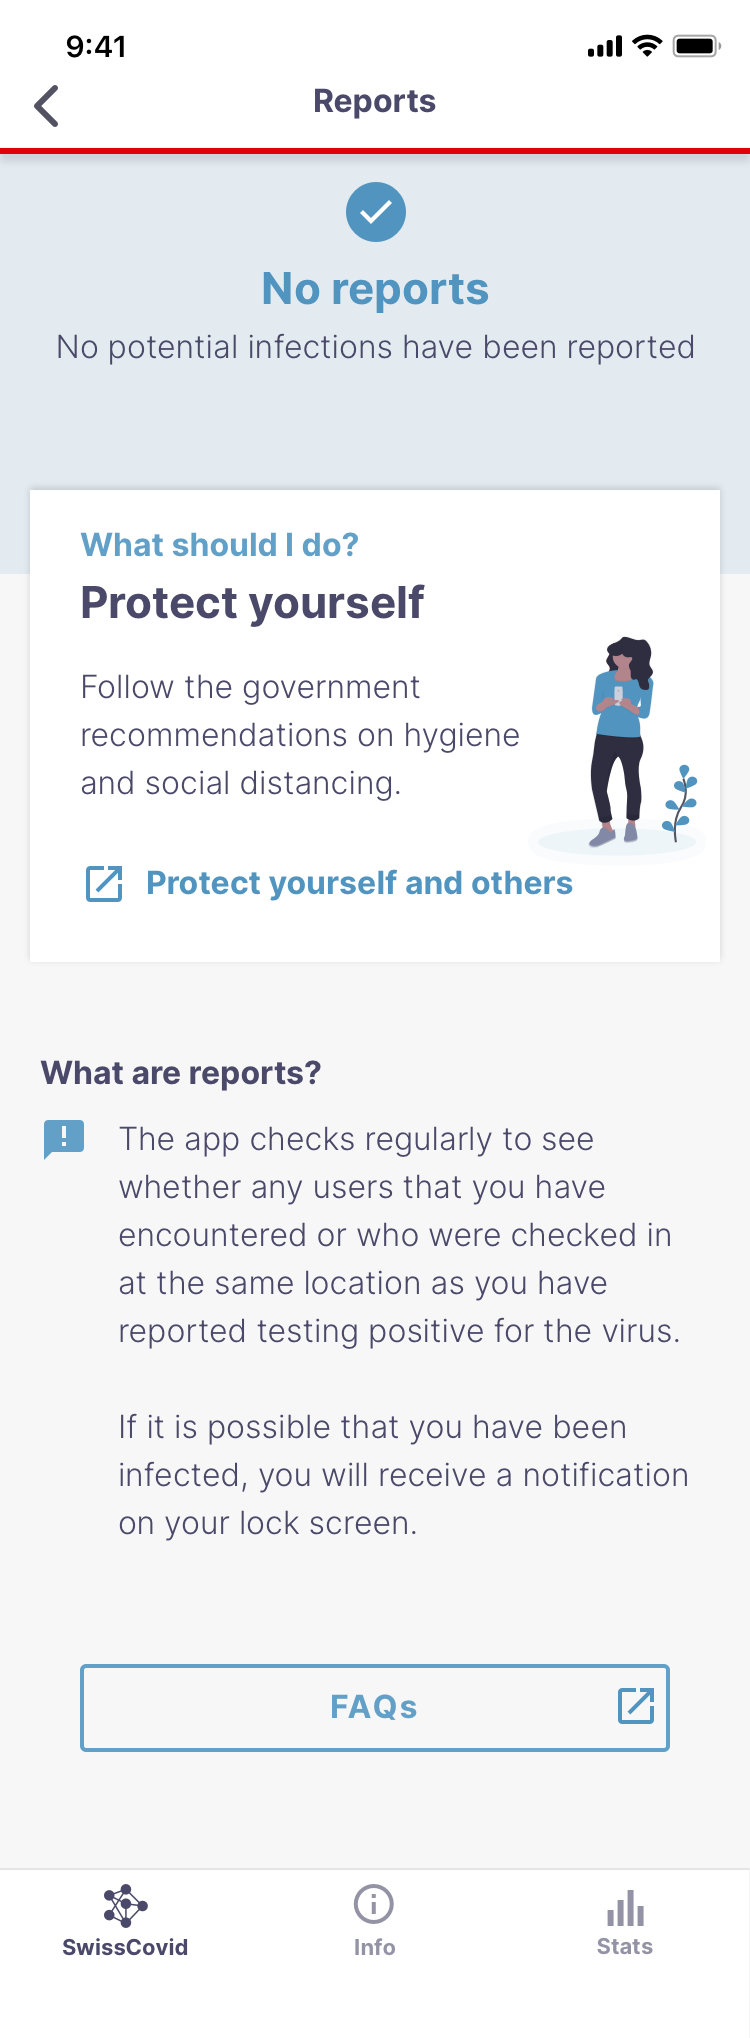 9:41
Reports
No reports
No potential infections have been reported
What should I do?
Protect yourself
Follow the government
recommendations on hygiene
and social distancing.
Protect yourself and others
What are reports?
The app checks regularly to see
whether any users that you have
encountered or who were checked in
at the same location as you have
reported testing positive for the virus.
If it is possible that you have been
infected, you will receive a notification
on your lock screen.
FAQs
SwissCovid
Info
Stats